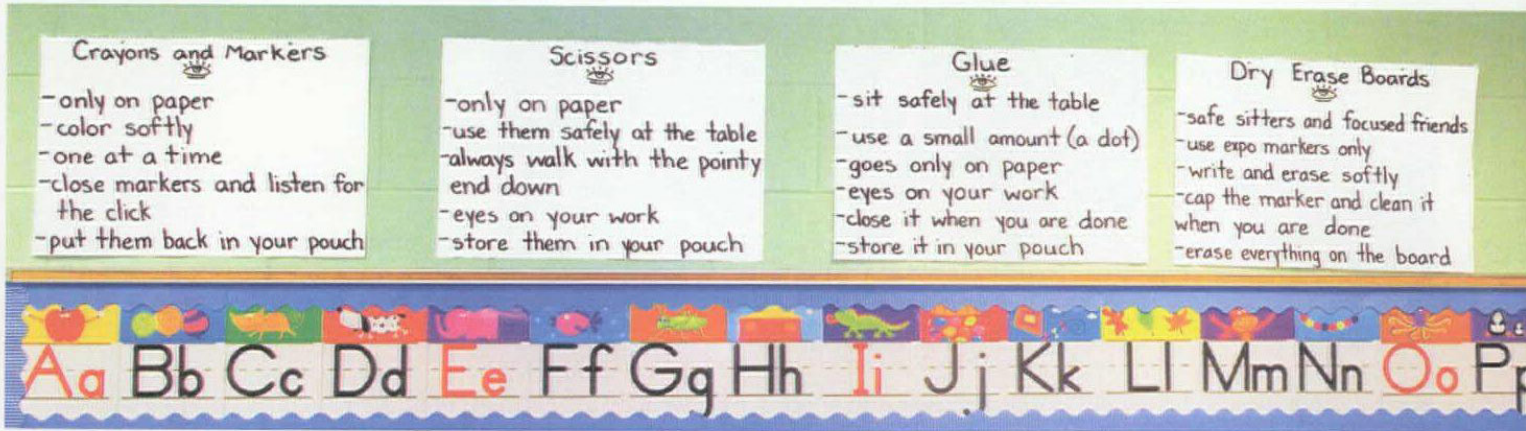 Crayons and Markers
-only on paper
-color softly
-one at a time
-close markers and listen for
the click
-put them back in your pouch
Scissors
-only on paper
-use them safely at the table
-always walk with the pointy
end down
-eyes on your work
-store them in your pouch
Glue
-sit safely at the table
-use a small amount (a dot)
-goes only on paper
-eyes on your work
-close it when you are done
-store it in your pouch
Dry Erase Boards
-safe sitters and focused friends
-use expo markers only
-write and erase softly
-cap the marker and clean it
when you are done
-erase everything on the board
Aa Bb Cc Dd Ee Ff Gg Hh Ii Jj Kk Ll Mm Nn Oo Pp